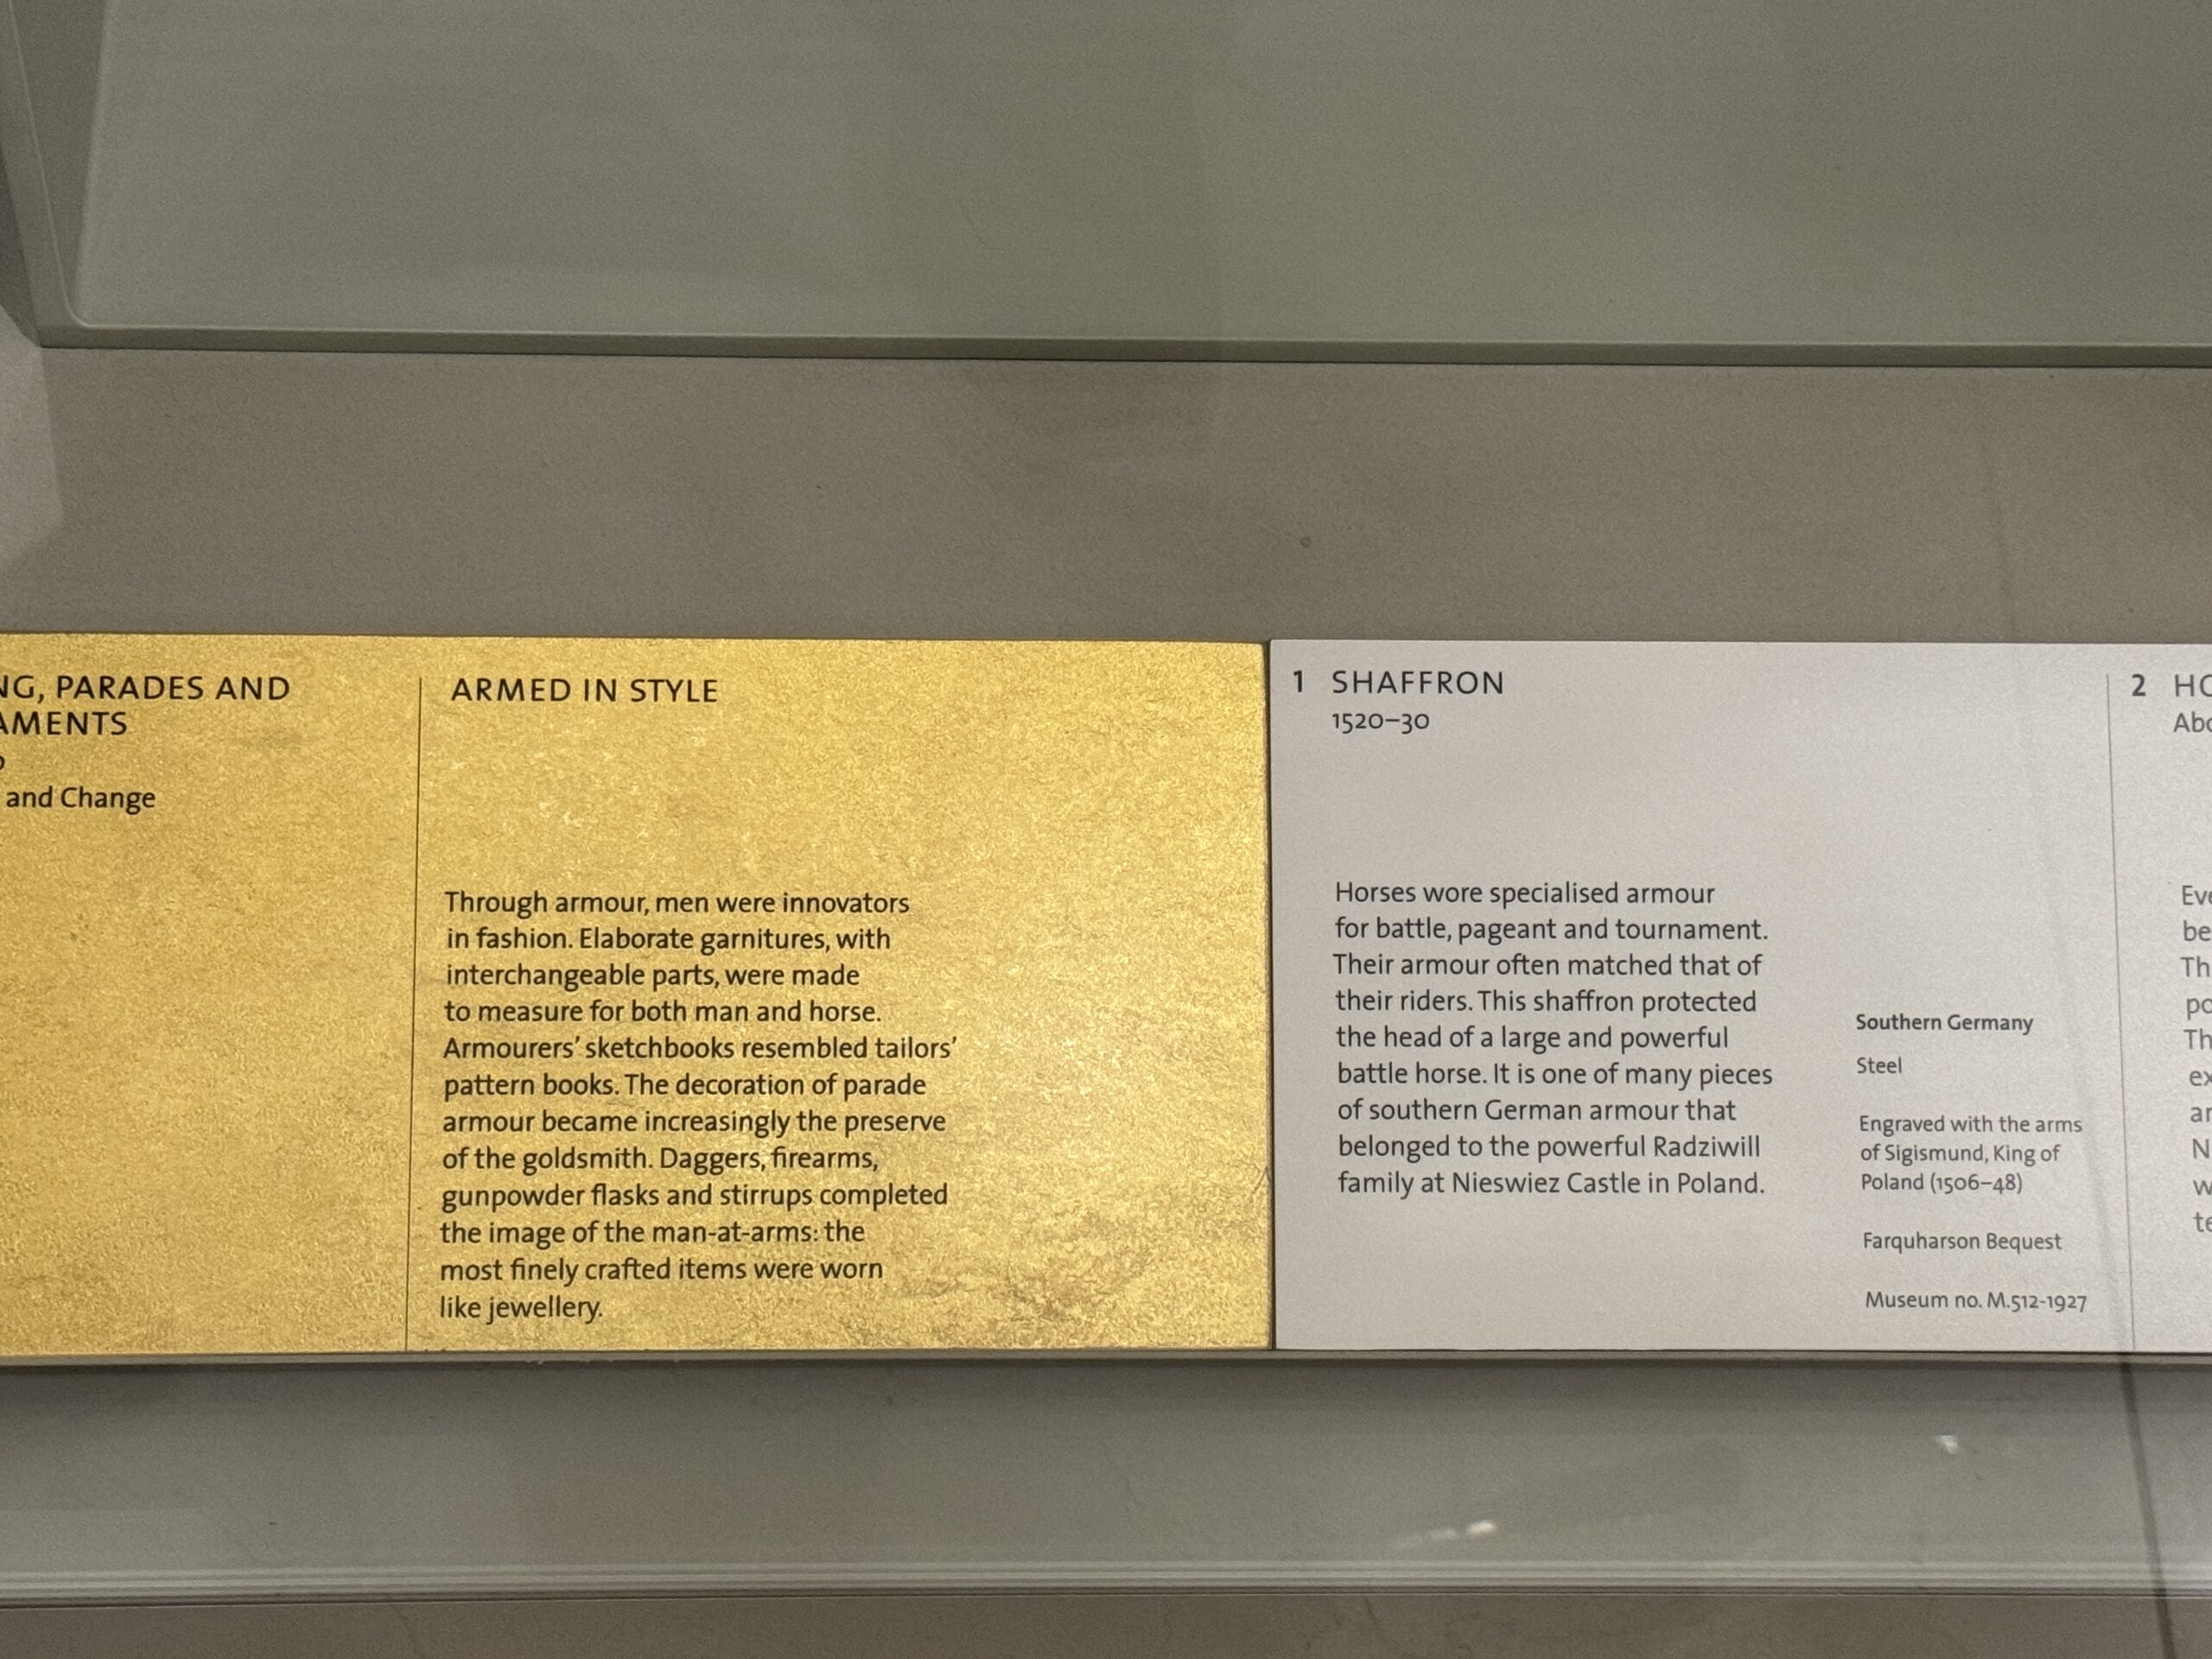 PARADES AND
and Change
ARMED IN STYLE
Through armour, men were innovators
in fashion. Elaborate garnitures, with
interchangeable parts, were made
to measure for both man and horse.
Armourers’ sketchbooks resembled tailors’
pattern books. The decoration of parade
armour became increasingly the preserve
of the goldsmith. Daggers, firearms,
gunpowder flasks and stirrups completed
the image of the man-at-arms: the
most finely crafted items were worn
like jewellery.
1 SHAFFRON
1520–30
Horses wore specialised armour
for battle, pageant and tournament.
Their armour often matched that of
their riders. This shaffron protected
the head of a large and powerful
battle horse. It is one of many pieces
of southern German armour that
belonged to the powerful Radziwill
family at Nieswiez Castle in Poland.
Southern Germany
Steel
Engraved with the arms
of Sigismund, King of
Poland (1506–48)
Farquharson Bequest
Museum no. M.512-1927
2